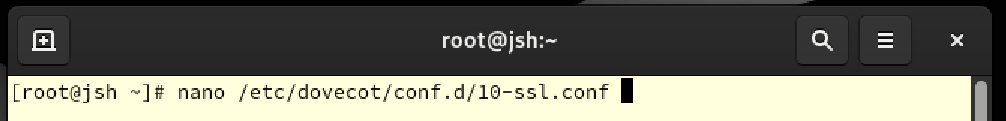 root@jsh:~
[root@jsh ~]# nano /etc/dovecot/conf.d/10-ssl.conf